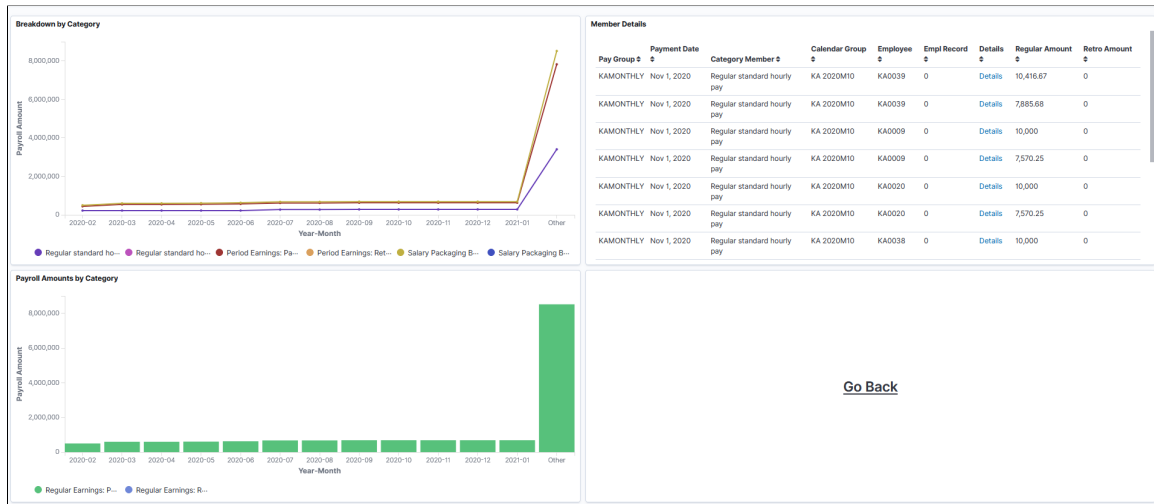 Breakdown by Category
8,000,000
6,000,000
4,000,000
2,000,000
0
Payroll Amount
2020-02 2020-03 2020-04 2020-05 2020-06 2020-07 2020-08 2020-09 2020-10 2020-11 2020-12 2021-01 Other
Year-Month
Regular standard ho... Regular standard ho... Period Earnings: Pa... Period Earnings: Ret... Salary Packaging B... Salary Packaging B...
Member Details
Pay Group Payment Date Category Member Calendar Group Employee Empl Record Details Regular Amount Retro Amount
KAMONTHLY Nov 1, 2020 Regular standard hourly KA 2020M10 KA0039 0 Details 10,416.67 0
pay
KAMONTHLY Nov 1, 2020 Regular standard hourly KA 2020M10 KA0039 0 Details 7,885.68 0
pay
KAMONTHLY Nov 1, 2020 Regular standard hourly KA 2020M10 KA0009 0 Details 10,000 0
pay
KAMONTHLY Nov 1, 2020 Regular standard hourly KA 2020M10 KA0009 0 Details 7,570.25 0
pay
KAMONTHLY Nov 1, 2020 Regular standard hourly KA 2020M10 KA0020 0 Details 10,000 0
pay
KAMONTHLY Nov 1, 2020 Regular standard hourly KA 2020M10 KA0020 0 Details 7,570.25 0
pay
KAMONTHLY Nov 1, 2020 Regular standard hourly KA 2020M10 KA0038 0 Details 10,000 0
pay
Payroll Amounts by Category
8,000,000
6,000,000
4,000,000
2,000,000
0
Payroll Amount
2020-02 2020-03 2020-04 2020-05 2020-06 2020-07 2020-08 2020-09 2020-10 2020-11 2020-12 2021-01 Other
Year-Month
Regular Earnings: P... Regular Earnings: R...
Go Back